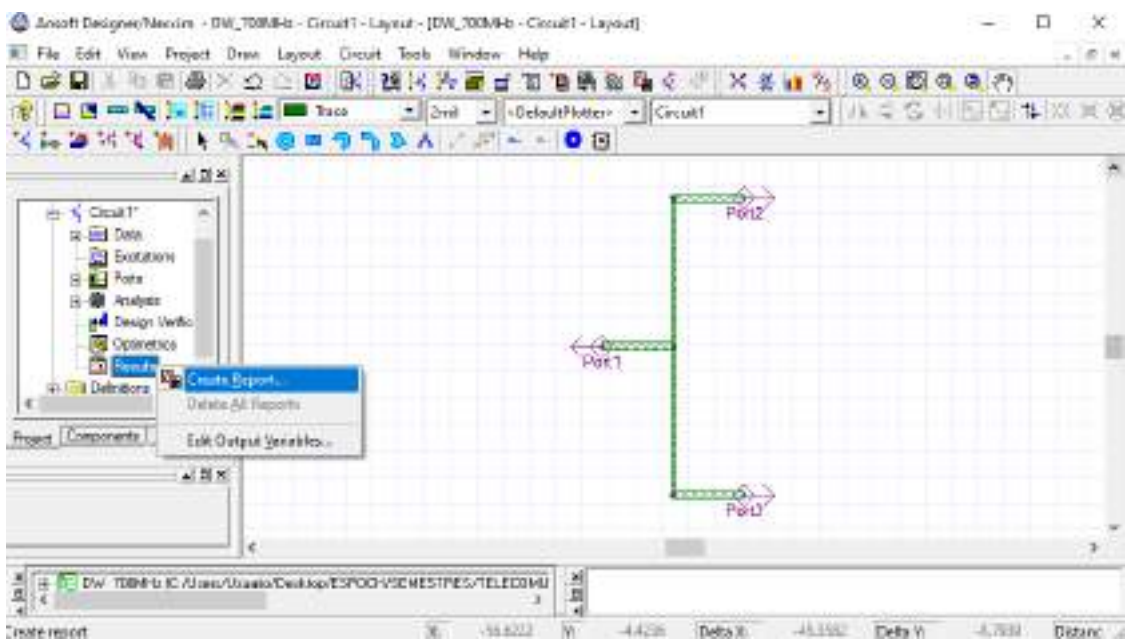 Ansoft Designer/Nexxim - DW_700MHz - Circuit1 - Layout - [DW_700MHz - Circuit1 - Layout]
File Edit View Project Draw Layout Circuit Tools Window Help
Trace 2mil <DefaultPlotter> Circuit1
Circuit1*
Data
Excitations
Ports
Analysis
Design Verific
Optimetrics
Results
Definitions
Create Report...
Delete All Reports
Edit Output Variables...
Project Components
Port2
Port1
Port3
DW_700MHz (C:/Users/Usuario/Desktop/ESPOCH/SEMESTRES/TELECOMU
Create report X: Y: -4.4236 Delta X: Delta Y: Distanc